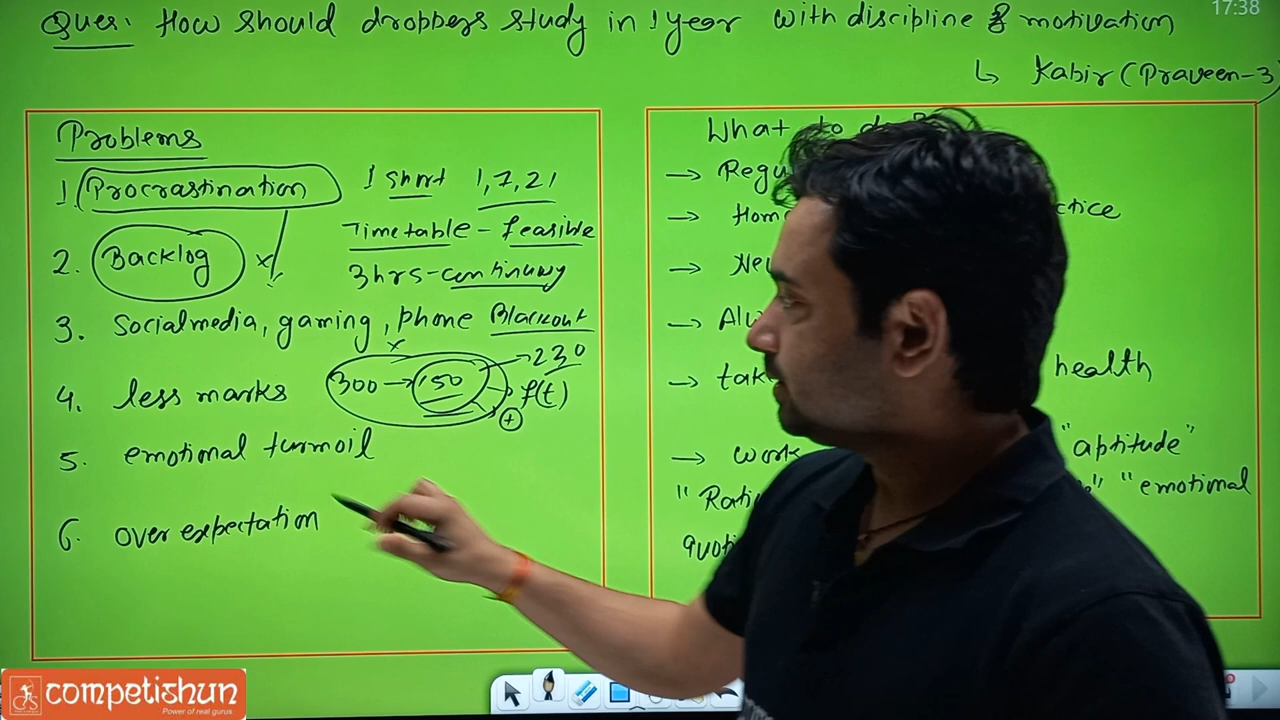 17:38
Ques: How should droppers study in 1 year with discipline & motivation
↳ Kabir (Praveen-3)
Problems
1. Procrastination 1 short 1, 7, 21
Timetable - feasible
2. Backlog × 3hrs - continuwy
3. Socialmedia, gaming, phone Blackout
×
4. less marks 300 → 150 → 230
f(t)
+
5. emotional turmoil
6. over expectation
What to do
→ Regu
→ Hom ctice
→ Ne
→ Alw
→ tak health
→ work "aptitude"
"Ratio " "emotional
quoti
competishun
Power of real gurus